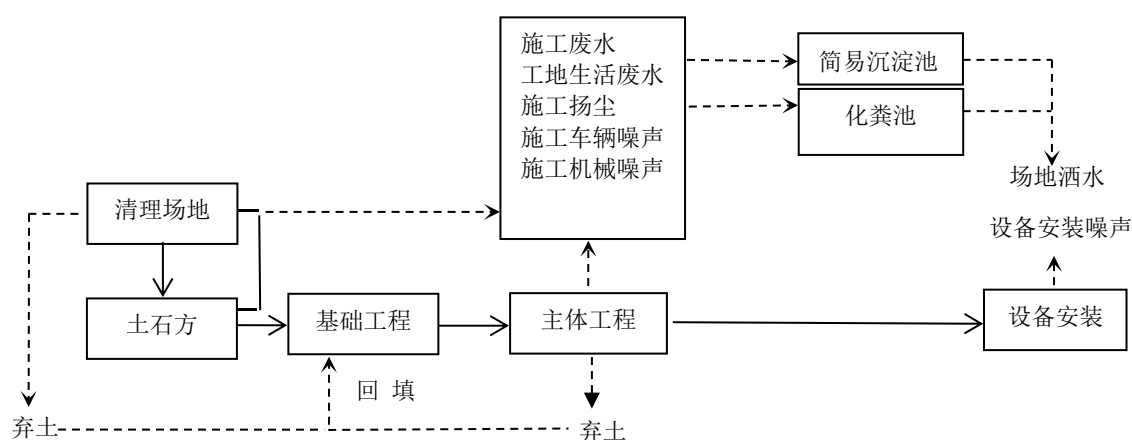 施工废水
工地生活废水
施工扬尘
施工车辆噪声
施工机械噪声
简易沉淀池
化粪池
场地洒水
清理场地
设备安装噪声
土石方
基础工程
主体工程
设备安装
回 填
弃土
弃土